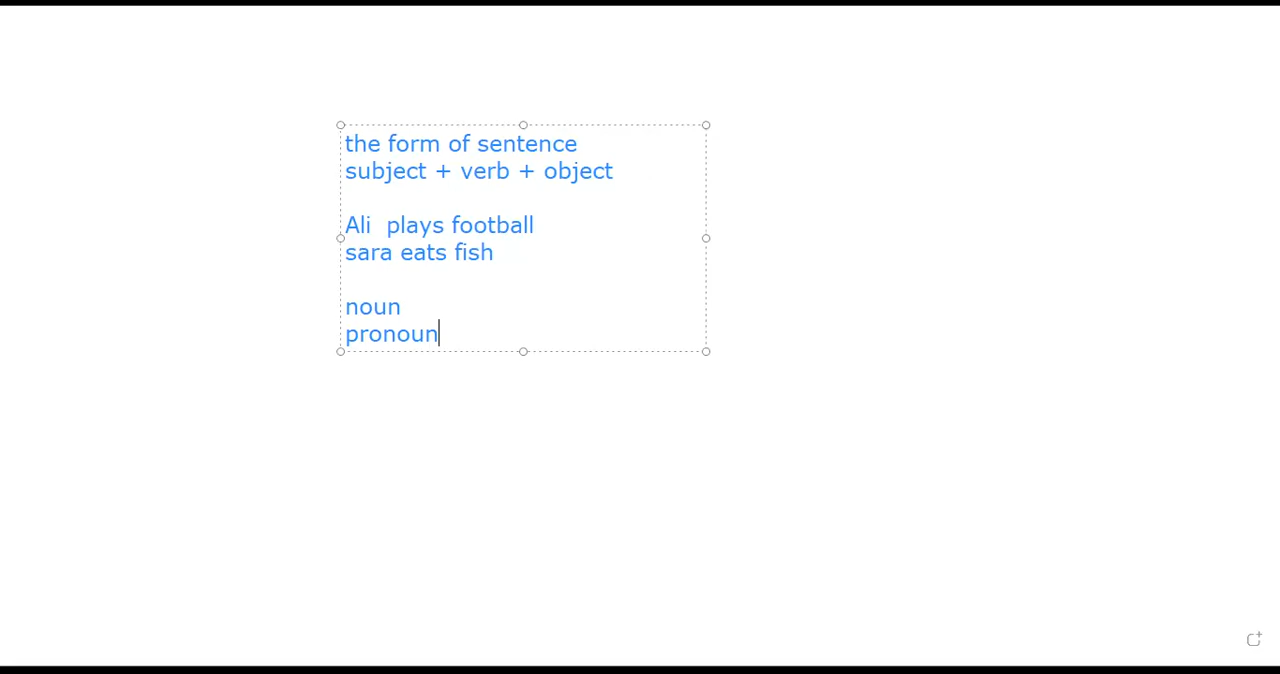 the form of sentence
subject + verb + object
Ali  plays football
sara eats fish
noun
pronoun